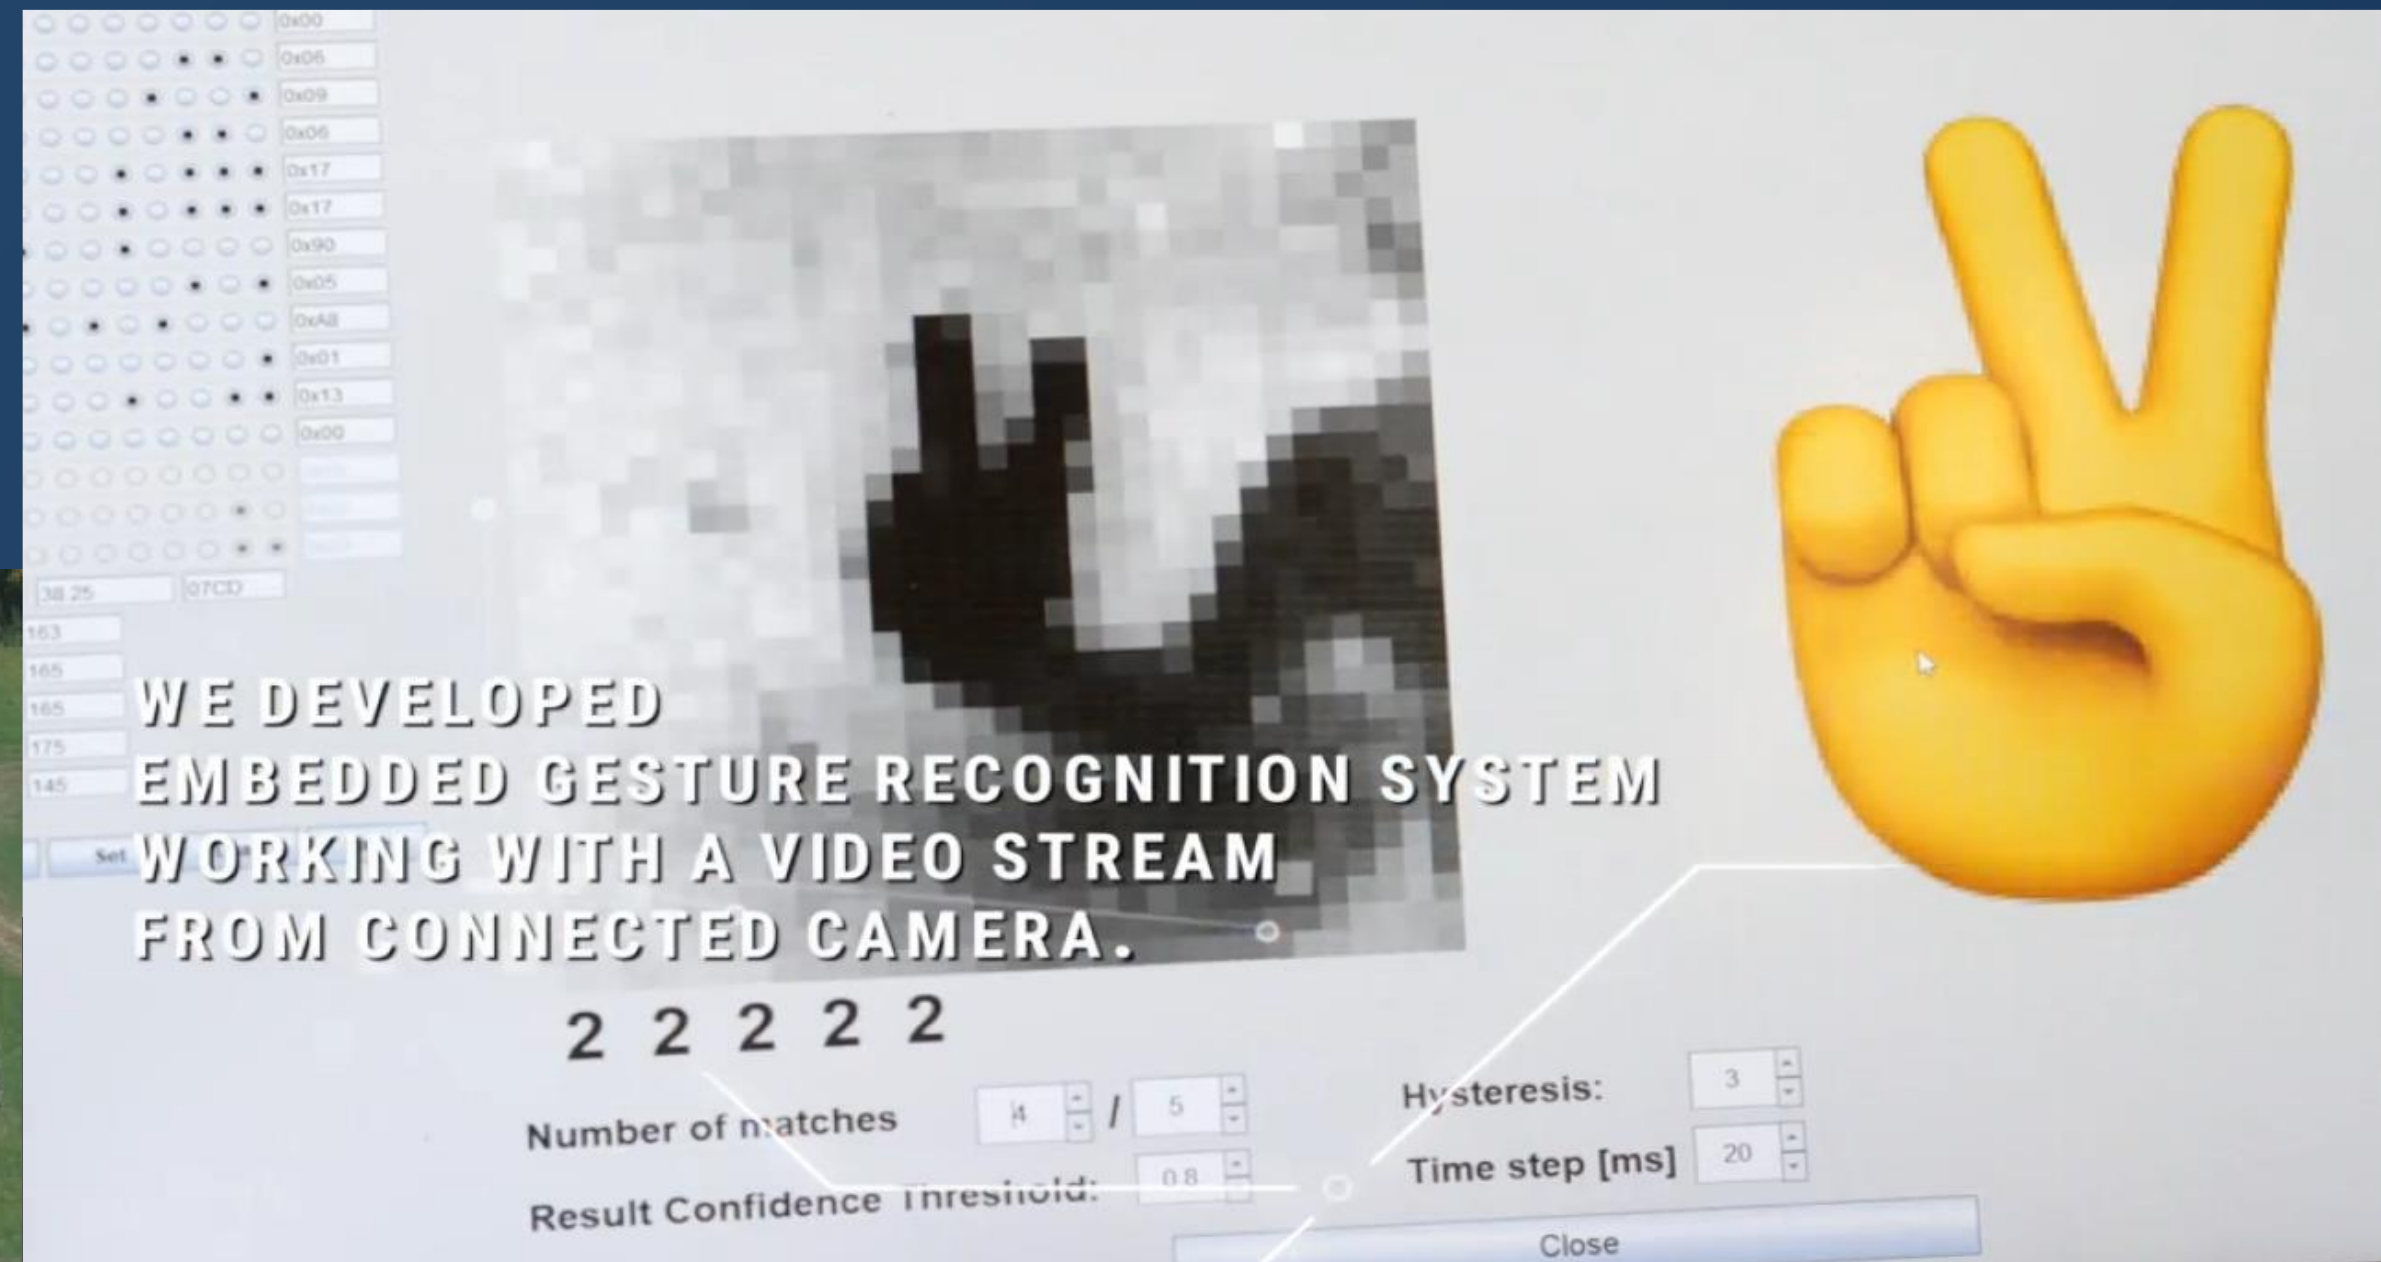 0x00
0x06
0x09
0x06
0x17
0x17
0x90
0x05
0xA8
0x01
0x13
0x00
38.25 07CD
163
165
165
175
145
Set
WE DEVELOPED
EMBEDDED GESTURE RECOGNITION SYSTEM
WORKING WITH A VIDEO STREAM
FROM CONNECTED CAMERA.
2 2 2 2 2
Number of matches 4 / 5
Hysteresis: 3
Result Confidence Threshold: 0.8
Time step [ms] 20
Close